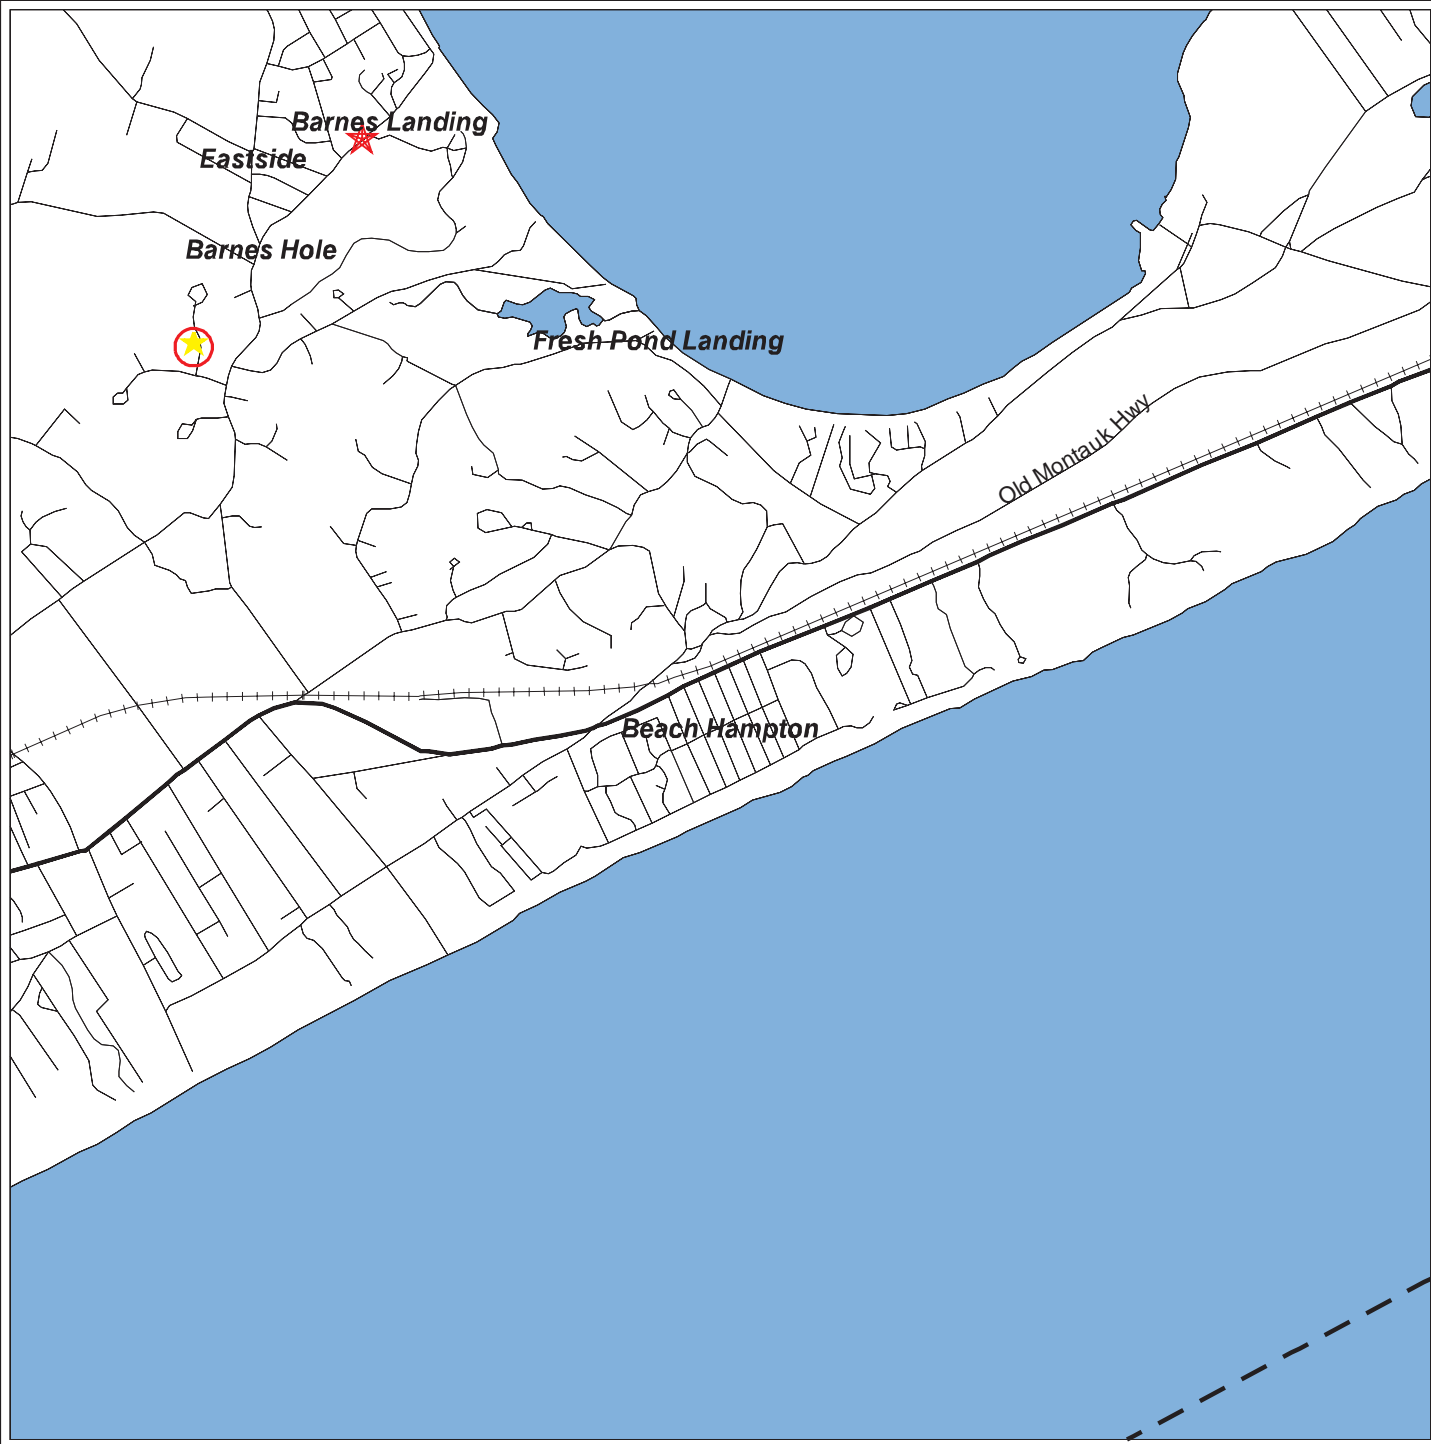 Barnes Landing
Eastside
Barnes Hole
Fresh Pond Landing
Old Montauk Hwy
Beach Hampton